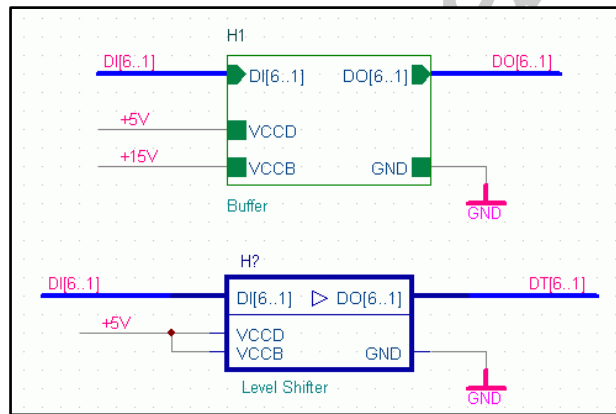 H1
DI[6..1] DI[6..1] DO[6..1] DO[6..1]
+5V VCCD
+15V VCCB GND
GND
Buffer
H?
DI[6..1] DI[6..1] DO[6..1] DT[6..1]
+5V VCCD
VCCB GND
GND
Level Shifter